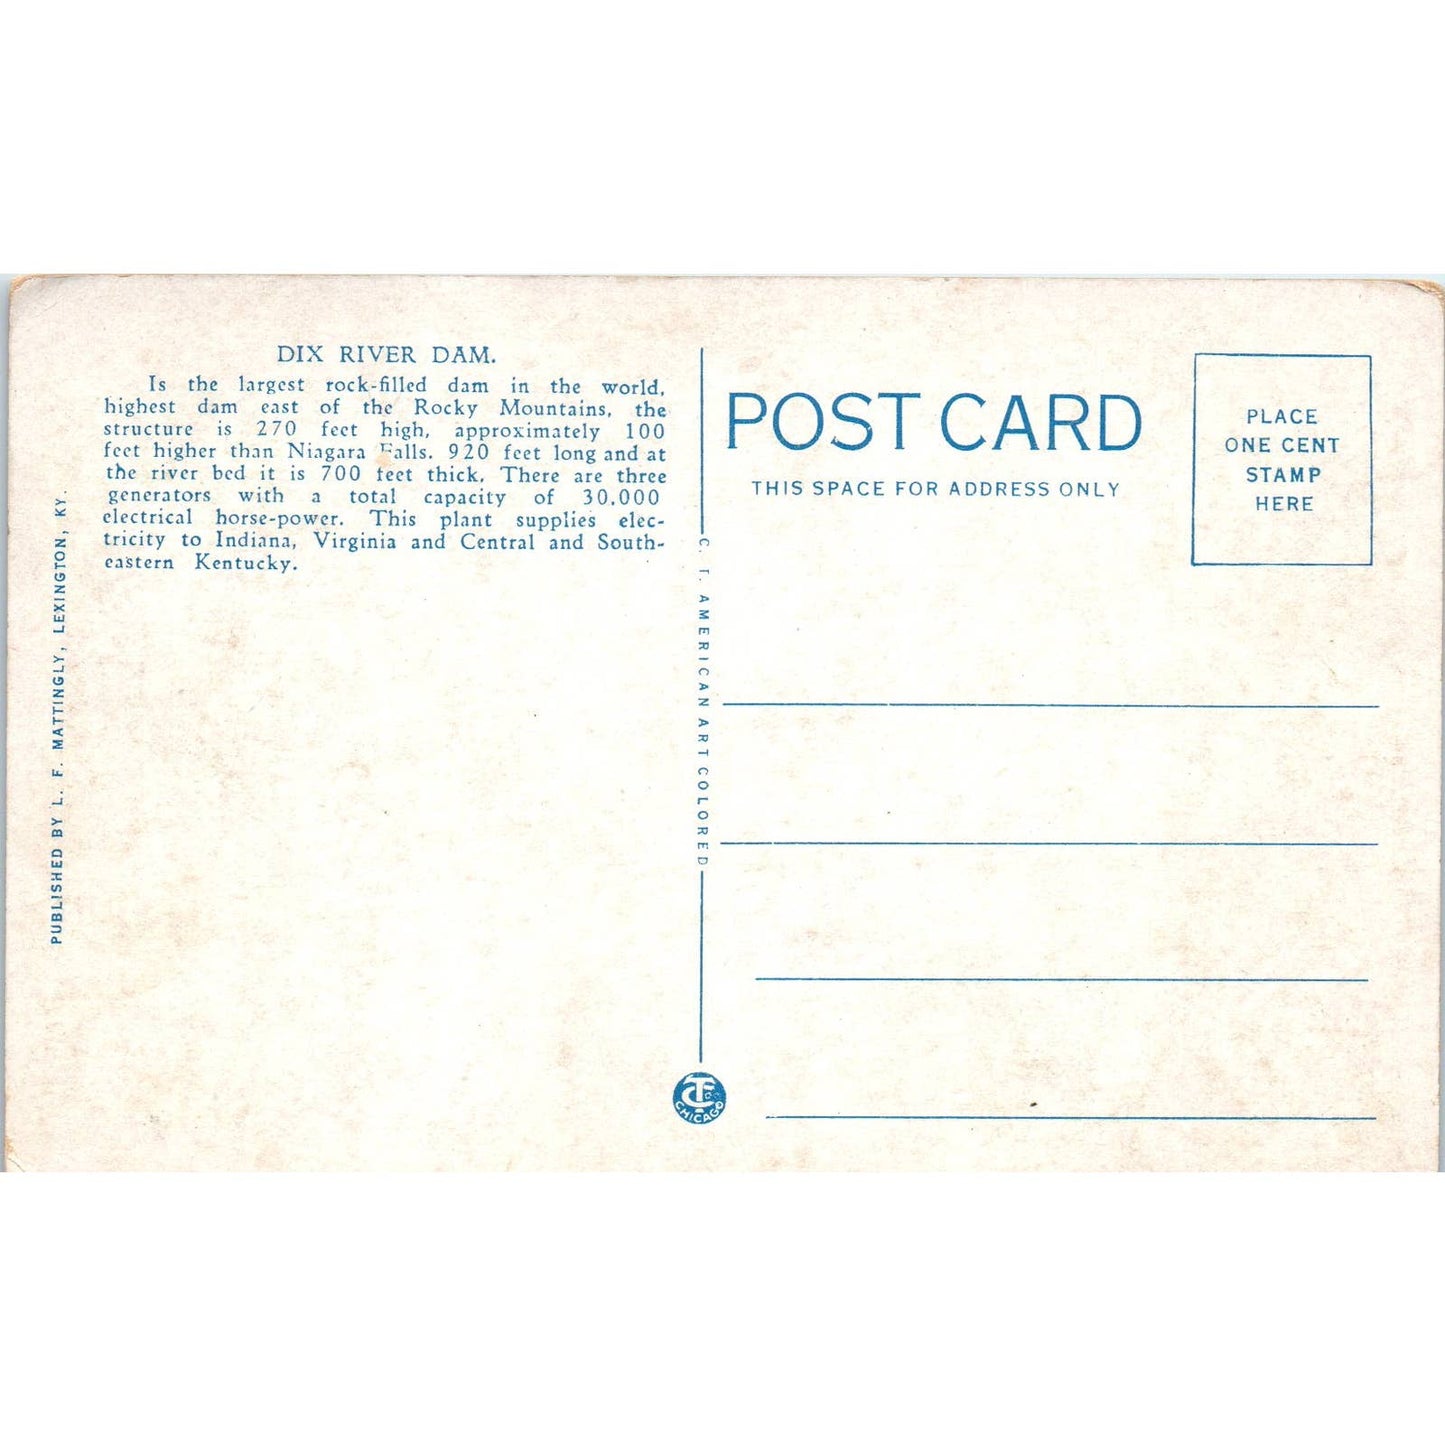 DIX RIVER DAM.
Is the largest rock-filled dam in the world,
highest dam east of the Rocky Mountains, the
structure is 270 feet high, approximately 100
feet higher than Niagara Falls. 920 feet long and at
the river bed it is 700 feet thick. There are three
generators with a total capacity of 30,000
electrical horse-power. This plant supplies elec-
tricity to Indiana, Virginia and Central and South-
eastern Kentucky.
PUBLISHED BY L. F. MATTINGLY, LEXINGTON, KY.
C. T. AMERICAN ART COLORED
CT CO
CHICAGO
POST CARD
THIS SPACE FOR ADDRESS ONLY
PLACE
ONE CENT
STAMP
HERE